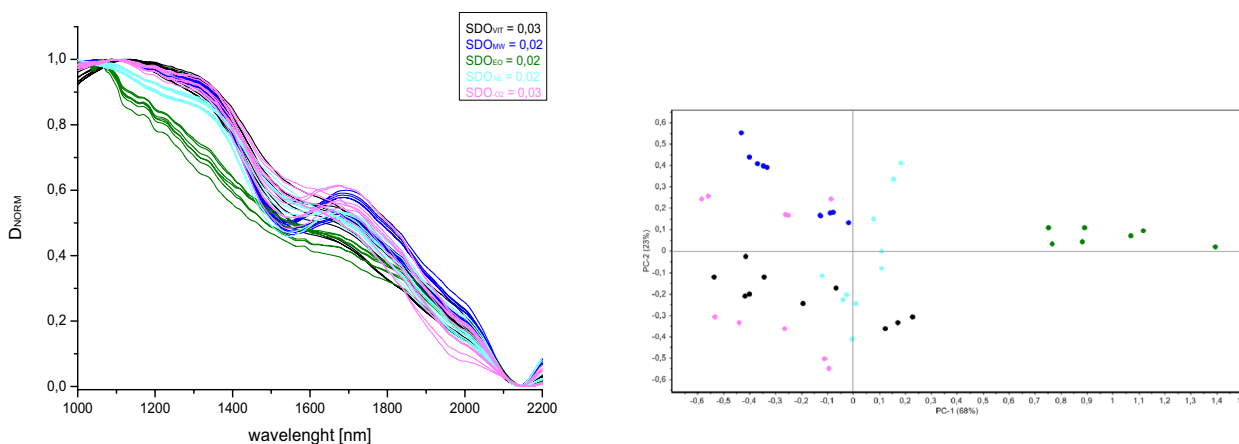 SDOVIT = 0,03
SDOMW = 0,02
SDOEO = 0,02
SDOAE = 0,02
SDO-O2 = 0,03
1,0
0,8
0,6
0,4
0,2
0,0
DNORM
1000 1200 1400 1600 1800 2000 2200
wavelenght [nm]
0,6
0,5
0,4
0,3
0,2
0,1
0
-0,1
-0,2
-0,3
-0,4
-0,5
-0,6
PC-2 (23%)
-0,6 -0,5 -0,4 -0,3 -0,2 -0,1 0 0,1 0,2 0,3 0,4 0,5 0,6 0,7 0,8 0,9 1 1,1 1,2 1,3 1,4 1,5
PC-1 (68%)